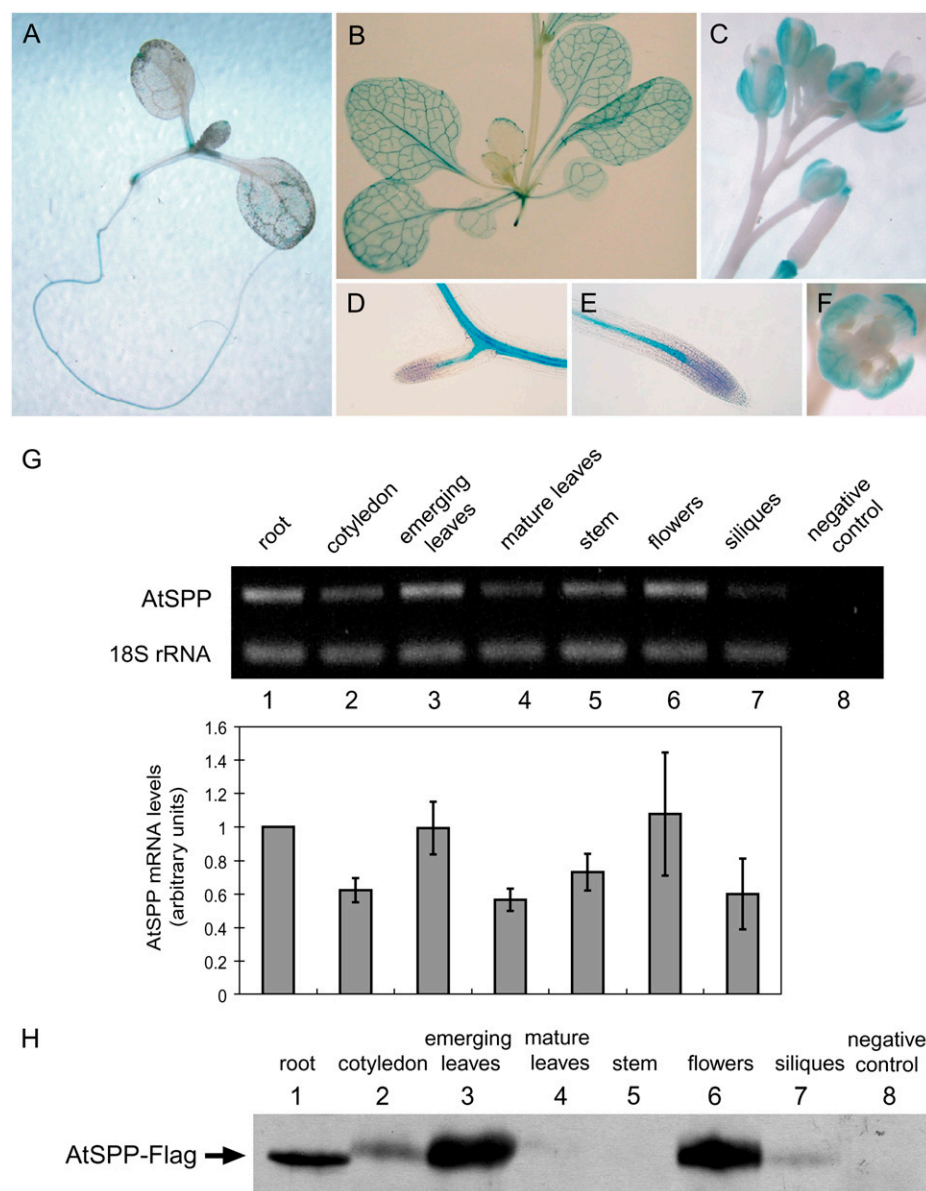 A
B
C
D
E
F
G
root
cotyledon
emerging
leaves
mature leaves
stem
flowers
siliques
negative
control
AtSPP
18S rRNA
1 2 3 4 5 6 7 8
AtSPP mRNA levels
(arbitrary units)
1.6
1.4
1.2
1
0.8
0.6
0.4
0.2
0
H
root
cotyledon
emerging
leaves
mature
leaves
stem
flowers
siliques
negative
control
1 2 3 4 5 6 7 8
AtSPP-Flag